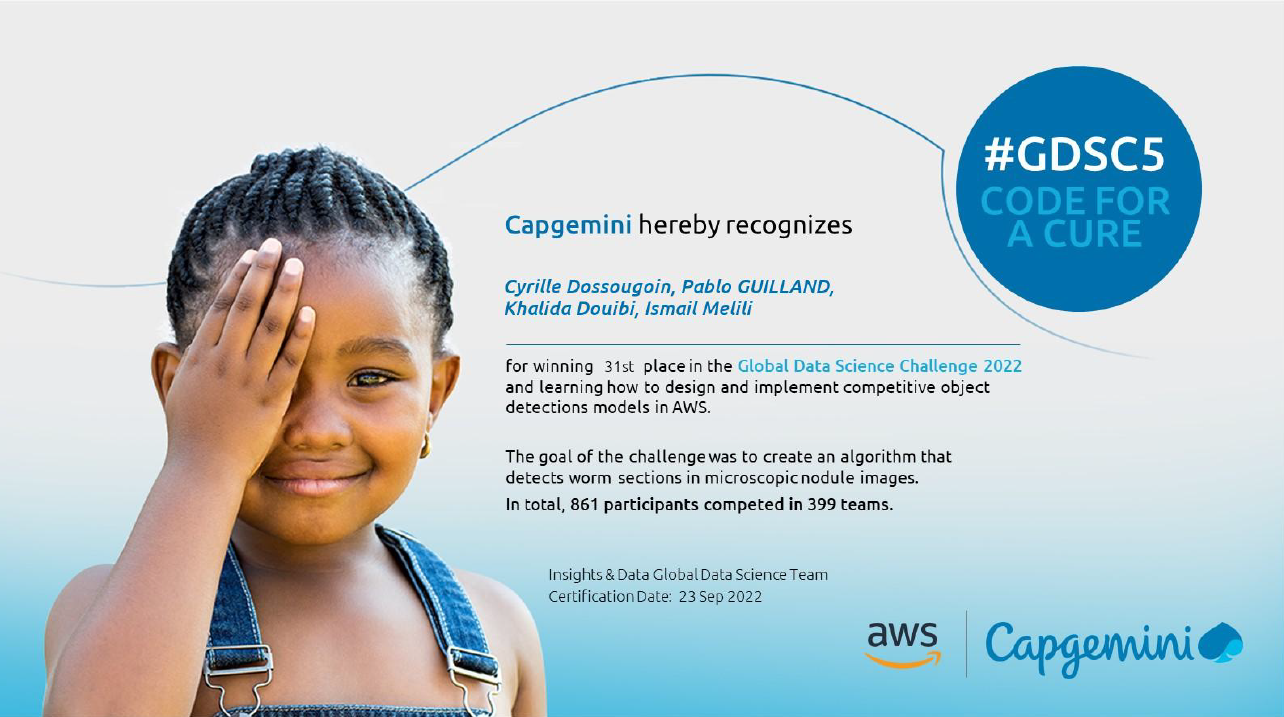 #GDSC5
CODE FOR
A CURE
Capgemini hereby recognizes
Cyrille Dossougoin, Pablo GUILLAND,
Khalida Douibi, Ismail Melili
for winning 31st place in the Global Data Science Challenge 2022
and learning how to design and implement competitive object
detections models in AWS.
The goal of the challenge was to create an algorithm that
detects worm sections in microscopic nodule images.
In total, 861 participants competed in 399 teams.
Insights & Data Global Data Science Team
Certification Date: 23 Sep 2022
aws
Capgemini